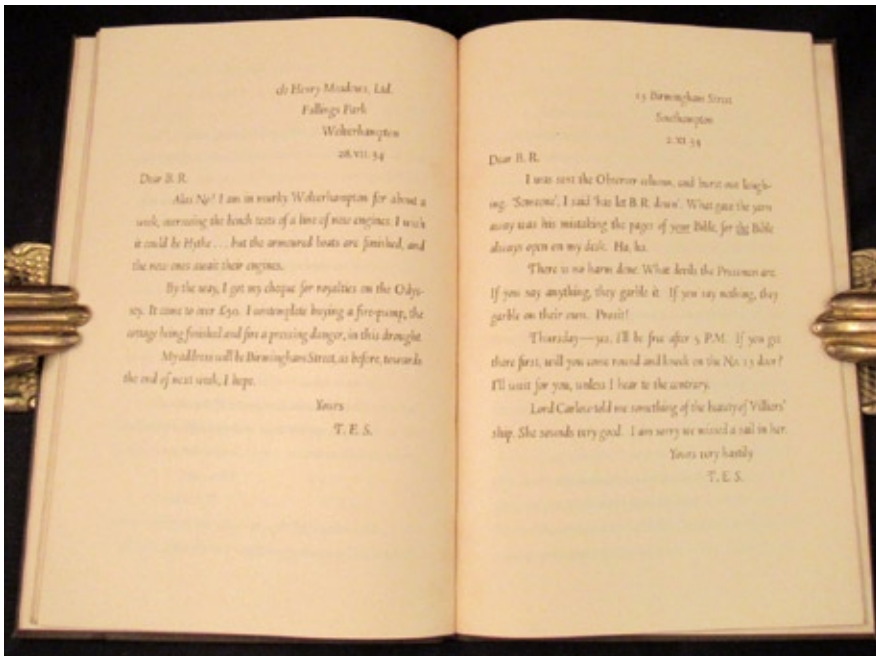 c/o Henry Meadows, Ltd.
Fallings Park
Wolverhampton
28.VII.34
Dear B. R.
Alas No! I am in murky Wolverhampton for about a
week, overseeing the bench tests of a line of new engines: I wish
it could be Hythe . . . but the armoured boats are finished, and
the new ones await their engines.
By the way, I got my cheque for royalties on the Odys-
sey. It came to over £50. I contemplate buying a fire-pump, the
cottage being finished and fire a pressing danger, in this drought.
My address will be Birmingham Street, as before, towards
the end of next week, I hope.
Yours
T. E. S.
13 Birmingham Street
Southampton
2.XI.34
Dear B. R.
I was sent the Observer column, and burst out laugh-
ing. 'Someone', I said 'has let B.R. down'. What gave the yarn
away was his mistaking the pages of your Bible, for the Bible
always open on my desk. Ha, ha.
There is no harm done. What devils the Pressmen are.
If you say anything, they garble it. If you say nothing, they
garble on their own. Prosit!
Thursday—yes, I'll be free after 5 P.M. If you get
there first, will you come round and knock on the No. 13 door?
I'll wait for you, unless I hear to the contrary.
Lord Carlow told me something of the beauty of Villiers'
ship. She sounds very good. I am sorry we missed a sail in her.
Yours very hastily
T. E. S.